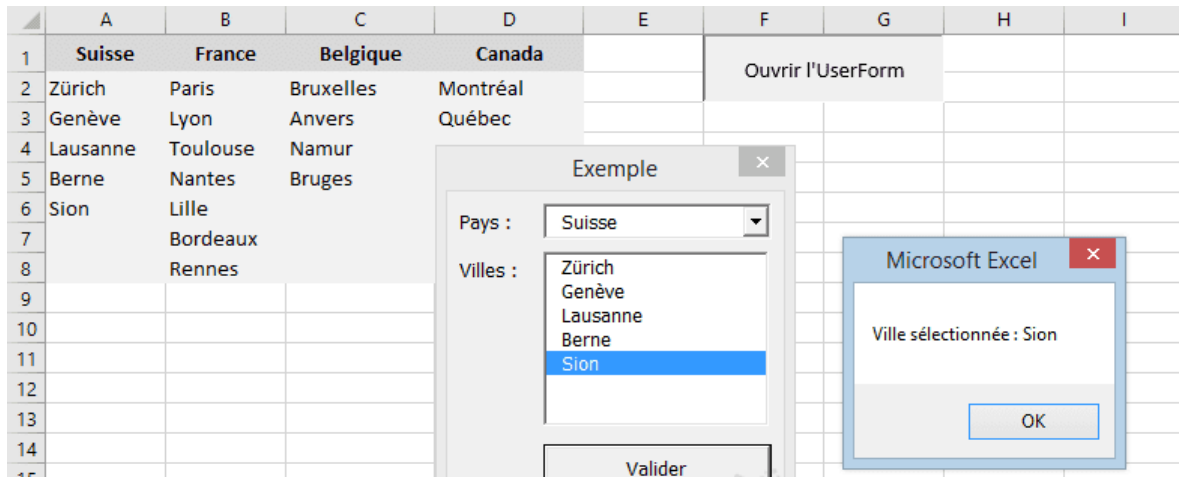 A B C D E F G H I
1 Suisse France Belgique Canada
Ouvrir l'UserForm
2 Zürich Paris Bruxelles Montréal
3 Genève Lyon Anvers Québec
4 Lausanne Toulouse Namur
5 Berne Nantes Bruges
6 Sion Lille
7 Bordeaux
8 Rennes
9
10
11
12
13
14
15
Exemple
Pays : Suisse
Villes : Zürich
Genève
Lausanne
Berne
Sion
Valider
Microsoft Excel
Ville sélectionnée : Sion
OK